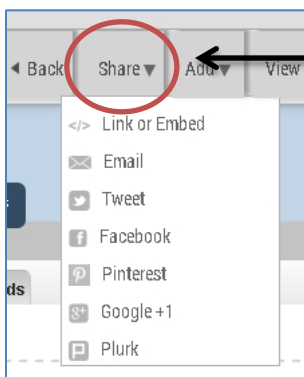 Back Share Add View
Link or Embed
Email
Tweet
Facebook
Pinterest
ds
Google +1
Plurk